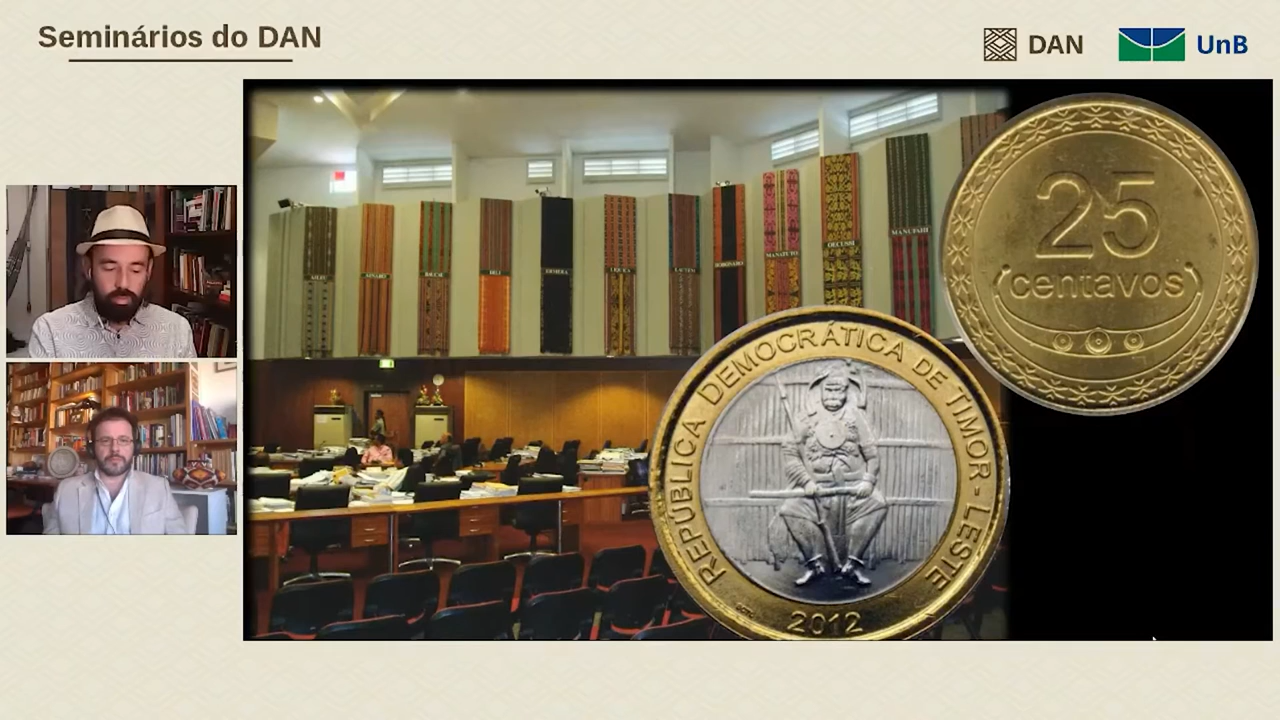 Seminários do DAN
DAN
UnB
25
centavos
AILEU
AINARO
BAUCAU
DILI
ERMERA
LIQUIÇA
LAUTEM
BOBONARO
MANATUTO
OECUSSI
MANUFAHI
REPÚBLICA DEMOCRÁTICA DE TIMOR-LESTE
2012